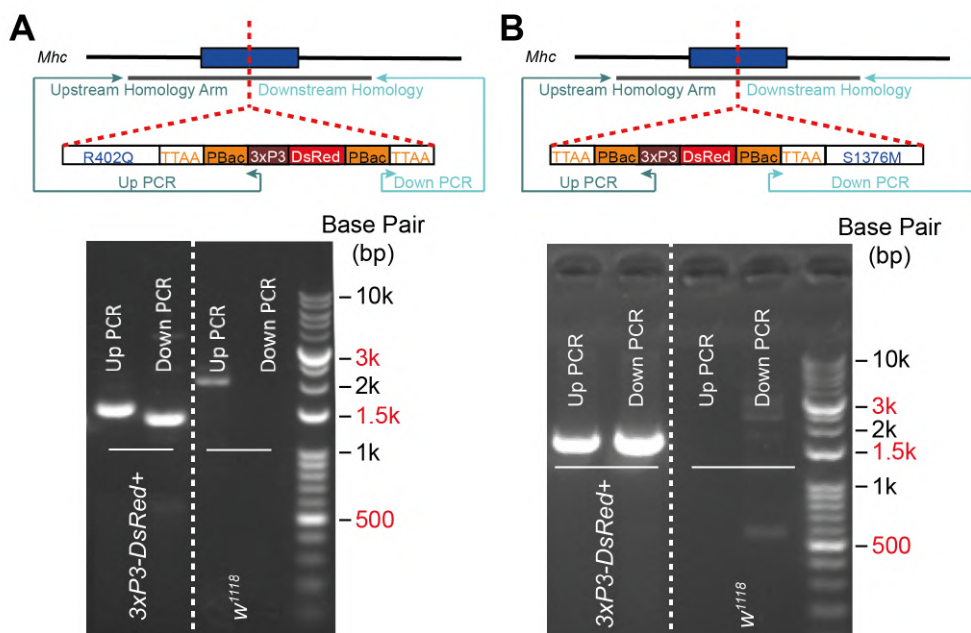 A
Mhc
Upstream Homology Arm
Downstream Homology
R402Q TTAA PBac 3xP3 DsRed PBac TTAA
Up PCR
Down PCR
Base Pair
(bp)
Up PCR
Down PCR
Up PCR
Down PCR
10k
3k
2k
1.5k
1k
500
3xP3-DsRed+
w1118
B
Mhc
Upstream Homology Arm
Downstream Homology
TTAA PBac 3xP3 DsRed PBac TTAA S1376M
Up PCR
Down PCR
Base Pair
(bp)
Up PCR
Down PCR
Up PCR
Down PCR
10k
3k
2k
1.5k
1k
500
3xP3-DsRed+
w1118